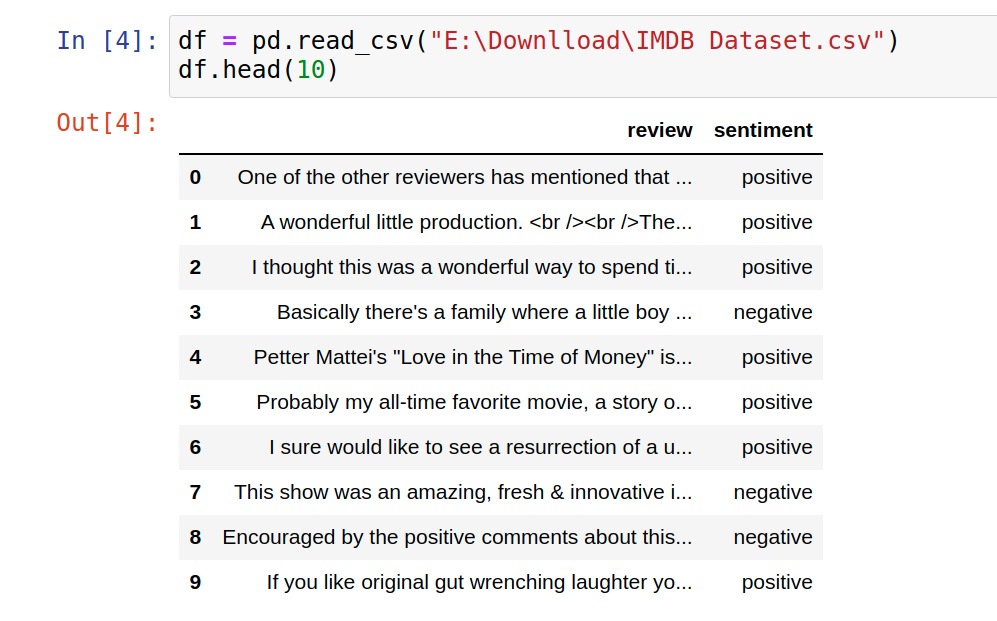 In [4]: df = pd.read_csv("E:\Downlload\IMDB Dataset.csv")
df.head(10)
Out[4]:
review sentiment
0 One of the other reviewers has mentioned that ... positive
1 A wonderful little production. <br /><br />The... positive
2 I thought this was a wonderful way to spend ti... positive
3 Basically there's a family where a little boy ... negative
4 Petter Mattei's "Love in the Time of Money" is... positive
5 Probably my all-time favorite movie, a story o... positive
6 I sure would like to see a resurrection of a u... positive
7 This show was an amazing, fresh & innovative i... negative
8 Encouraged by the positive comments about this... negative
9 If you like original gut wrenching laughter yo... positive